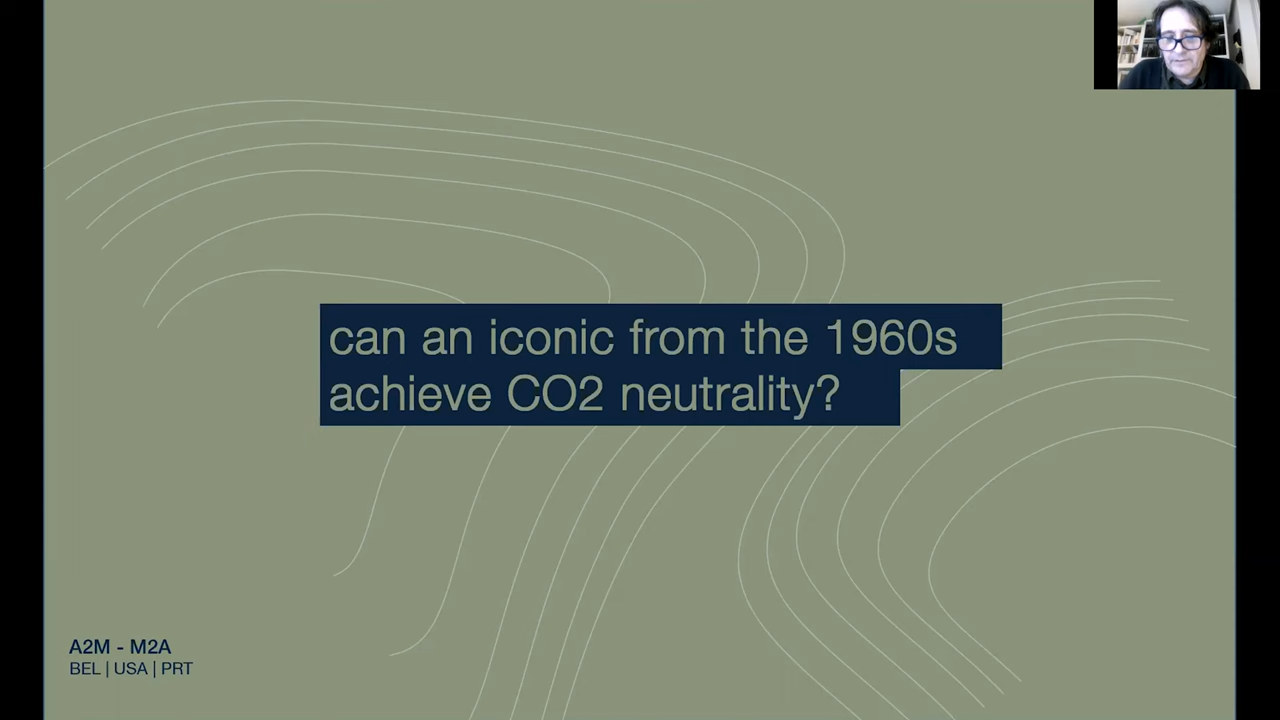 can an iconic from the 1960s
achieve CO2 neutrality?
A2M - M2A
BEL | USA | PRT